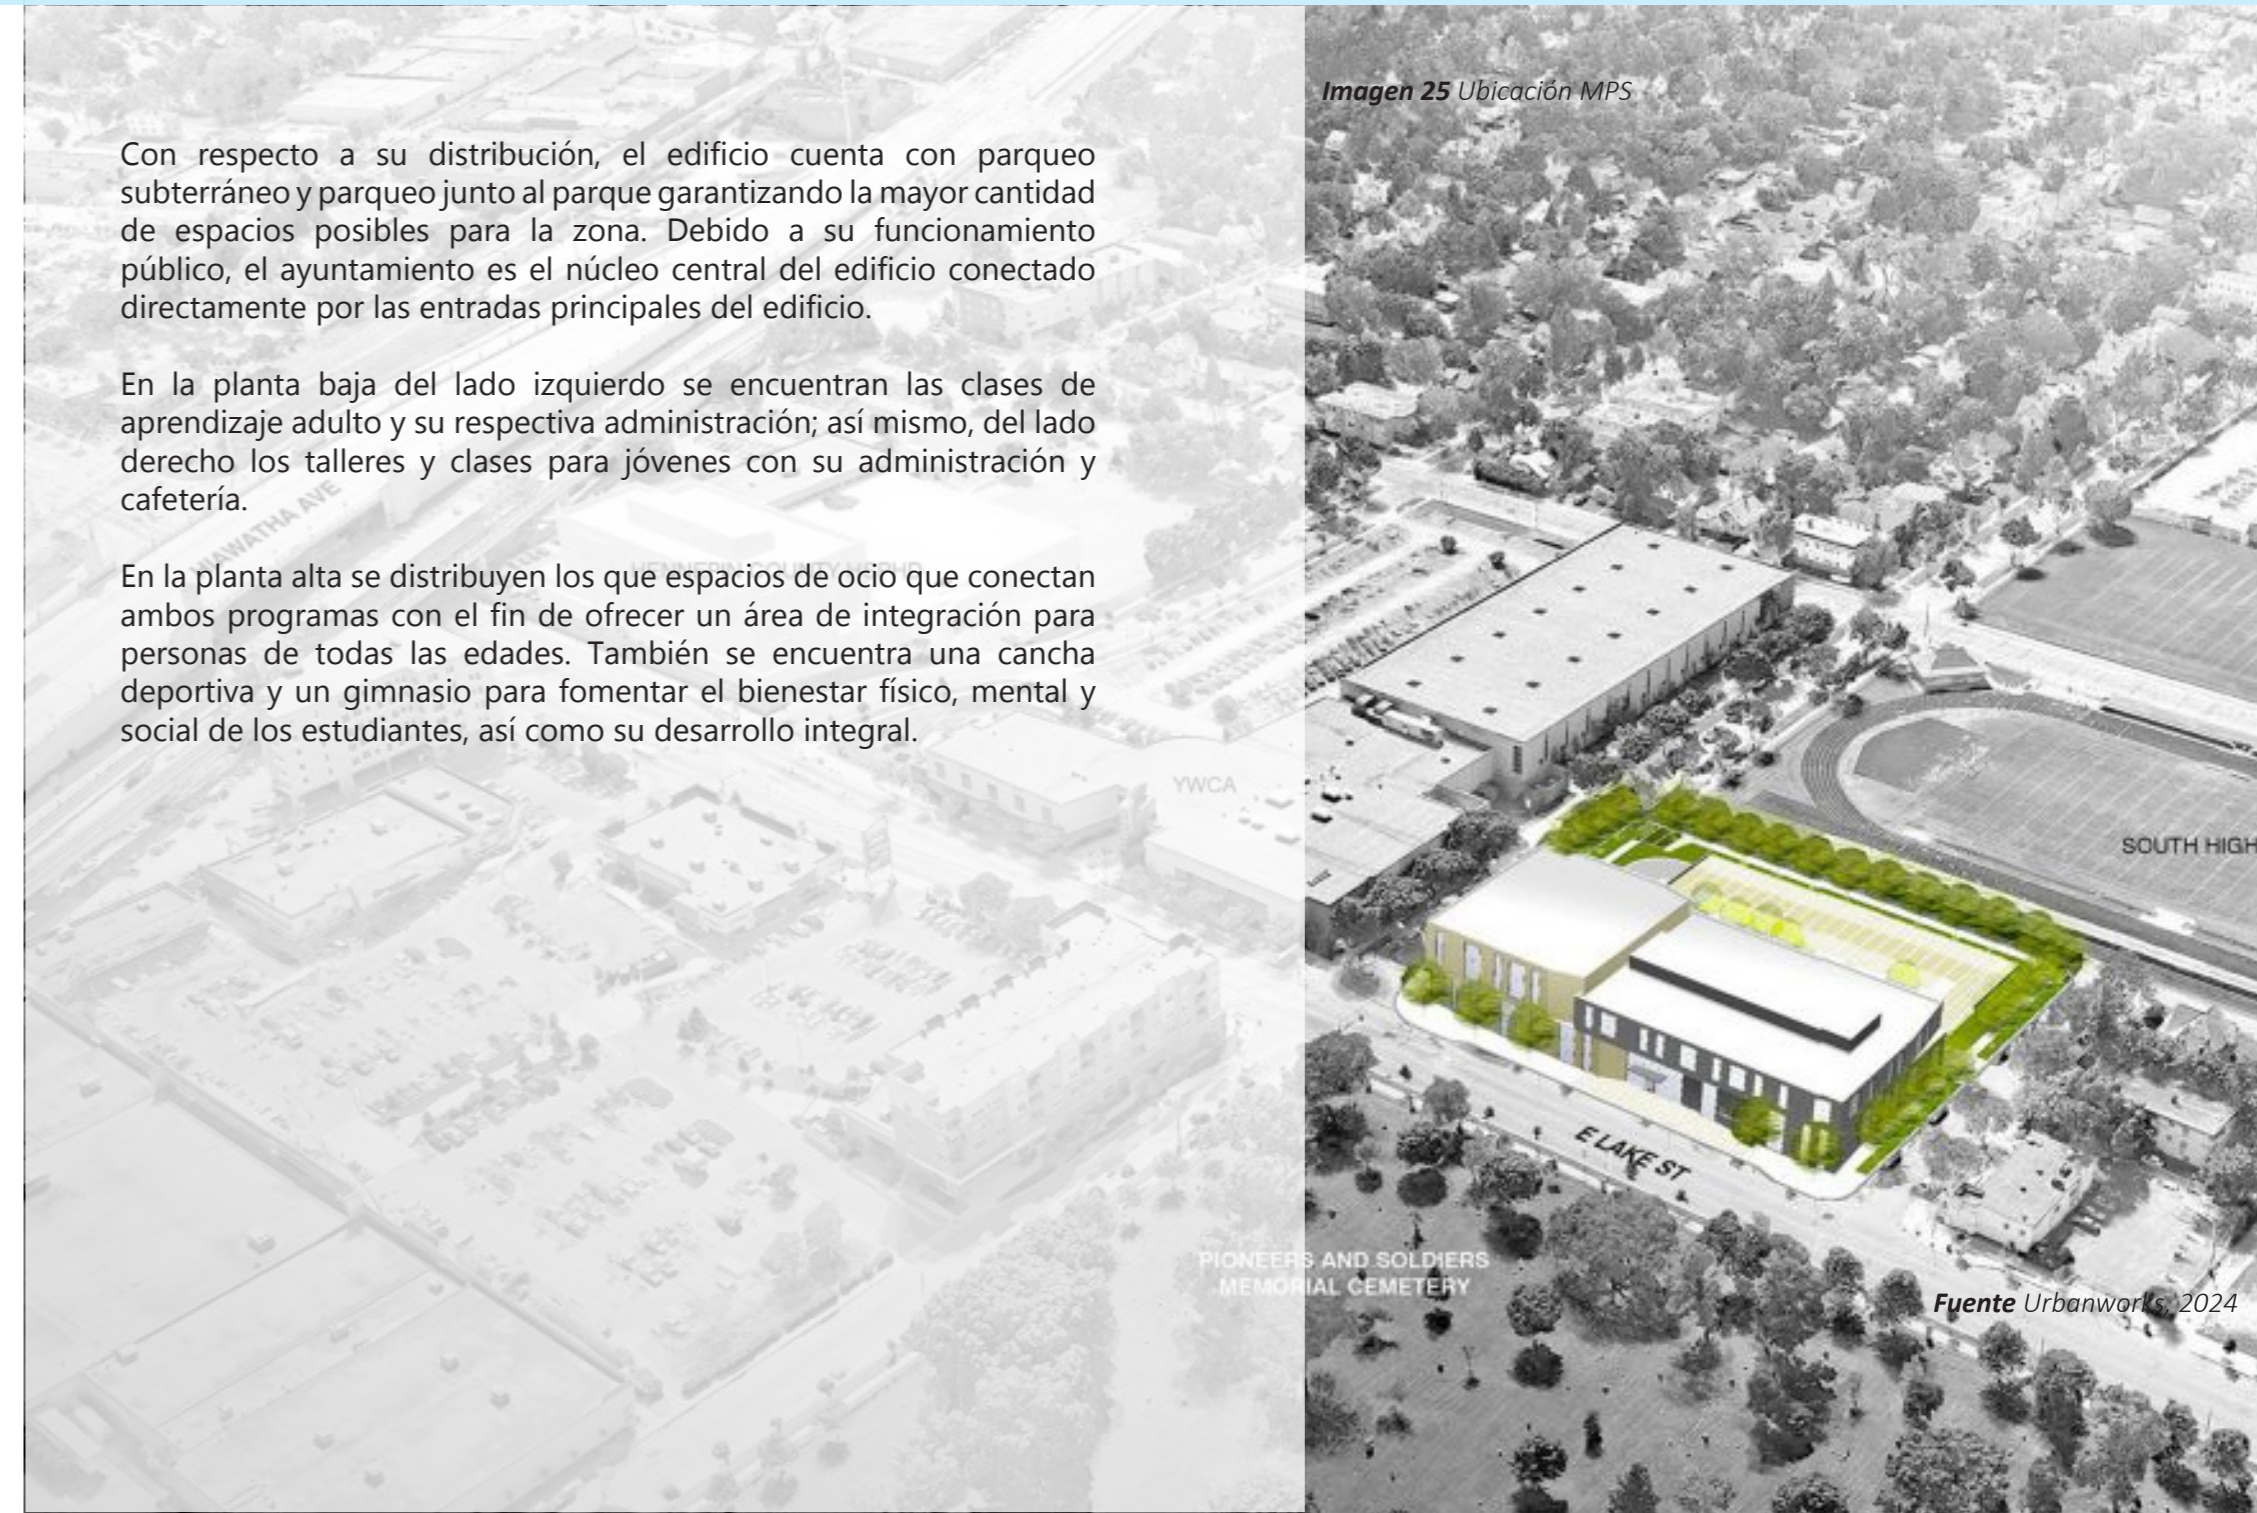 Imagen 25 Ubicación MPS
Con respecto a su distribución, el edificio cuenta con parqueo
subterráneo y parqueo junto al parque garantizando la mayor cantidad
de espacios posibles para la zona. Debido a su funcionamiento
público, el ayuntamiento es el núcleo central del edificio conectado
directamente por las entradas principales del edificio.
En la planta baja del lado izquierdo se encuentran las clases de
aprendizaje adulto y su respectiva administración; así mismo, del lado
derecho los talleres y clases para jóvenes con su administración y
cafetería.
En la planta alta se distribuyen los que espacios de ocio que conectan
ambos programas con el fin de ofrecer un área de integración para
personas de todas las edades. También se encuentra una cancha
deportiva y un gimnasio para fomentar el bienestar físico, mental y
social de los estudiantes, así como su desarrollo integral.
HIAWATHA AVE
HENNEPIN COUNTY HSPHD
YWCA
SOUTH HIGH
E LAKE ST
PIONEERS AND SOLDIERS
MEMORIAL CEMETERY
Fuente Urbanworks, 2024